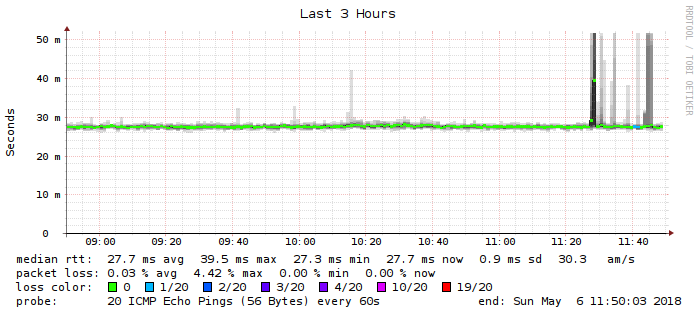 Last 3 Hours
RRDTOOL / TOBI OETIKER
Seconds
50 m
40 m
30 m
20 m
10 m
0
09:00 09:20 09:40 10:00 10:20 10:40 11:00 11:20 11:40
median rtt: 27.7 ms avg 39.5 ms max 27.3 ms min 27.7 ms now 0.9 ms sd 30.3 am/s
packet loss: 0.03 % avg 4.42 % max 0.00 % min 0.00 % now
loss color: 0 1/20 2/20 3/20 4/20 10/20 19/20
probe: 20 ICMP Echo Pings (56 Bytes) every 60s end: Sun May 6 11:50:03 2018